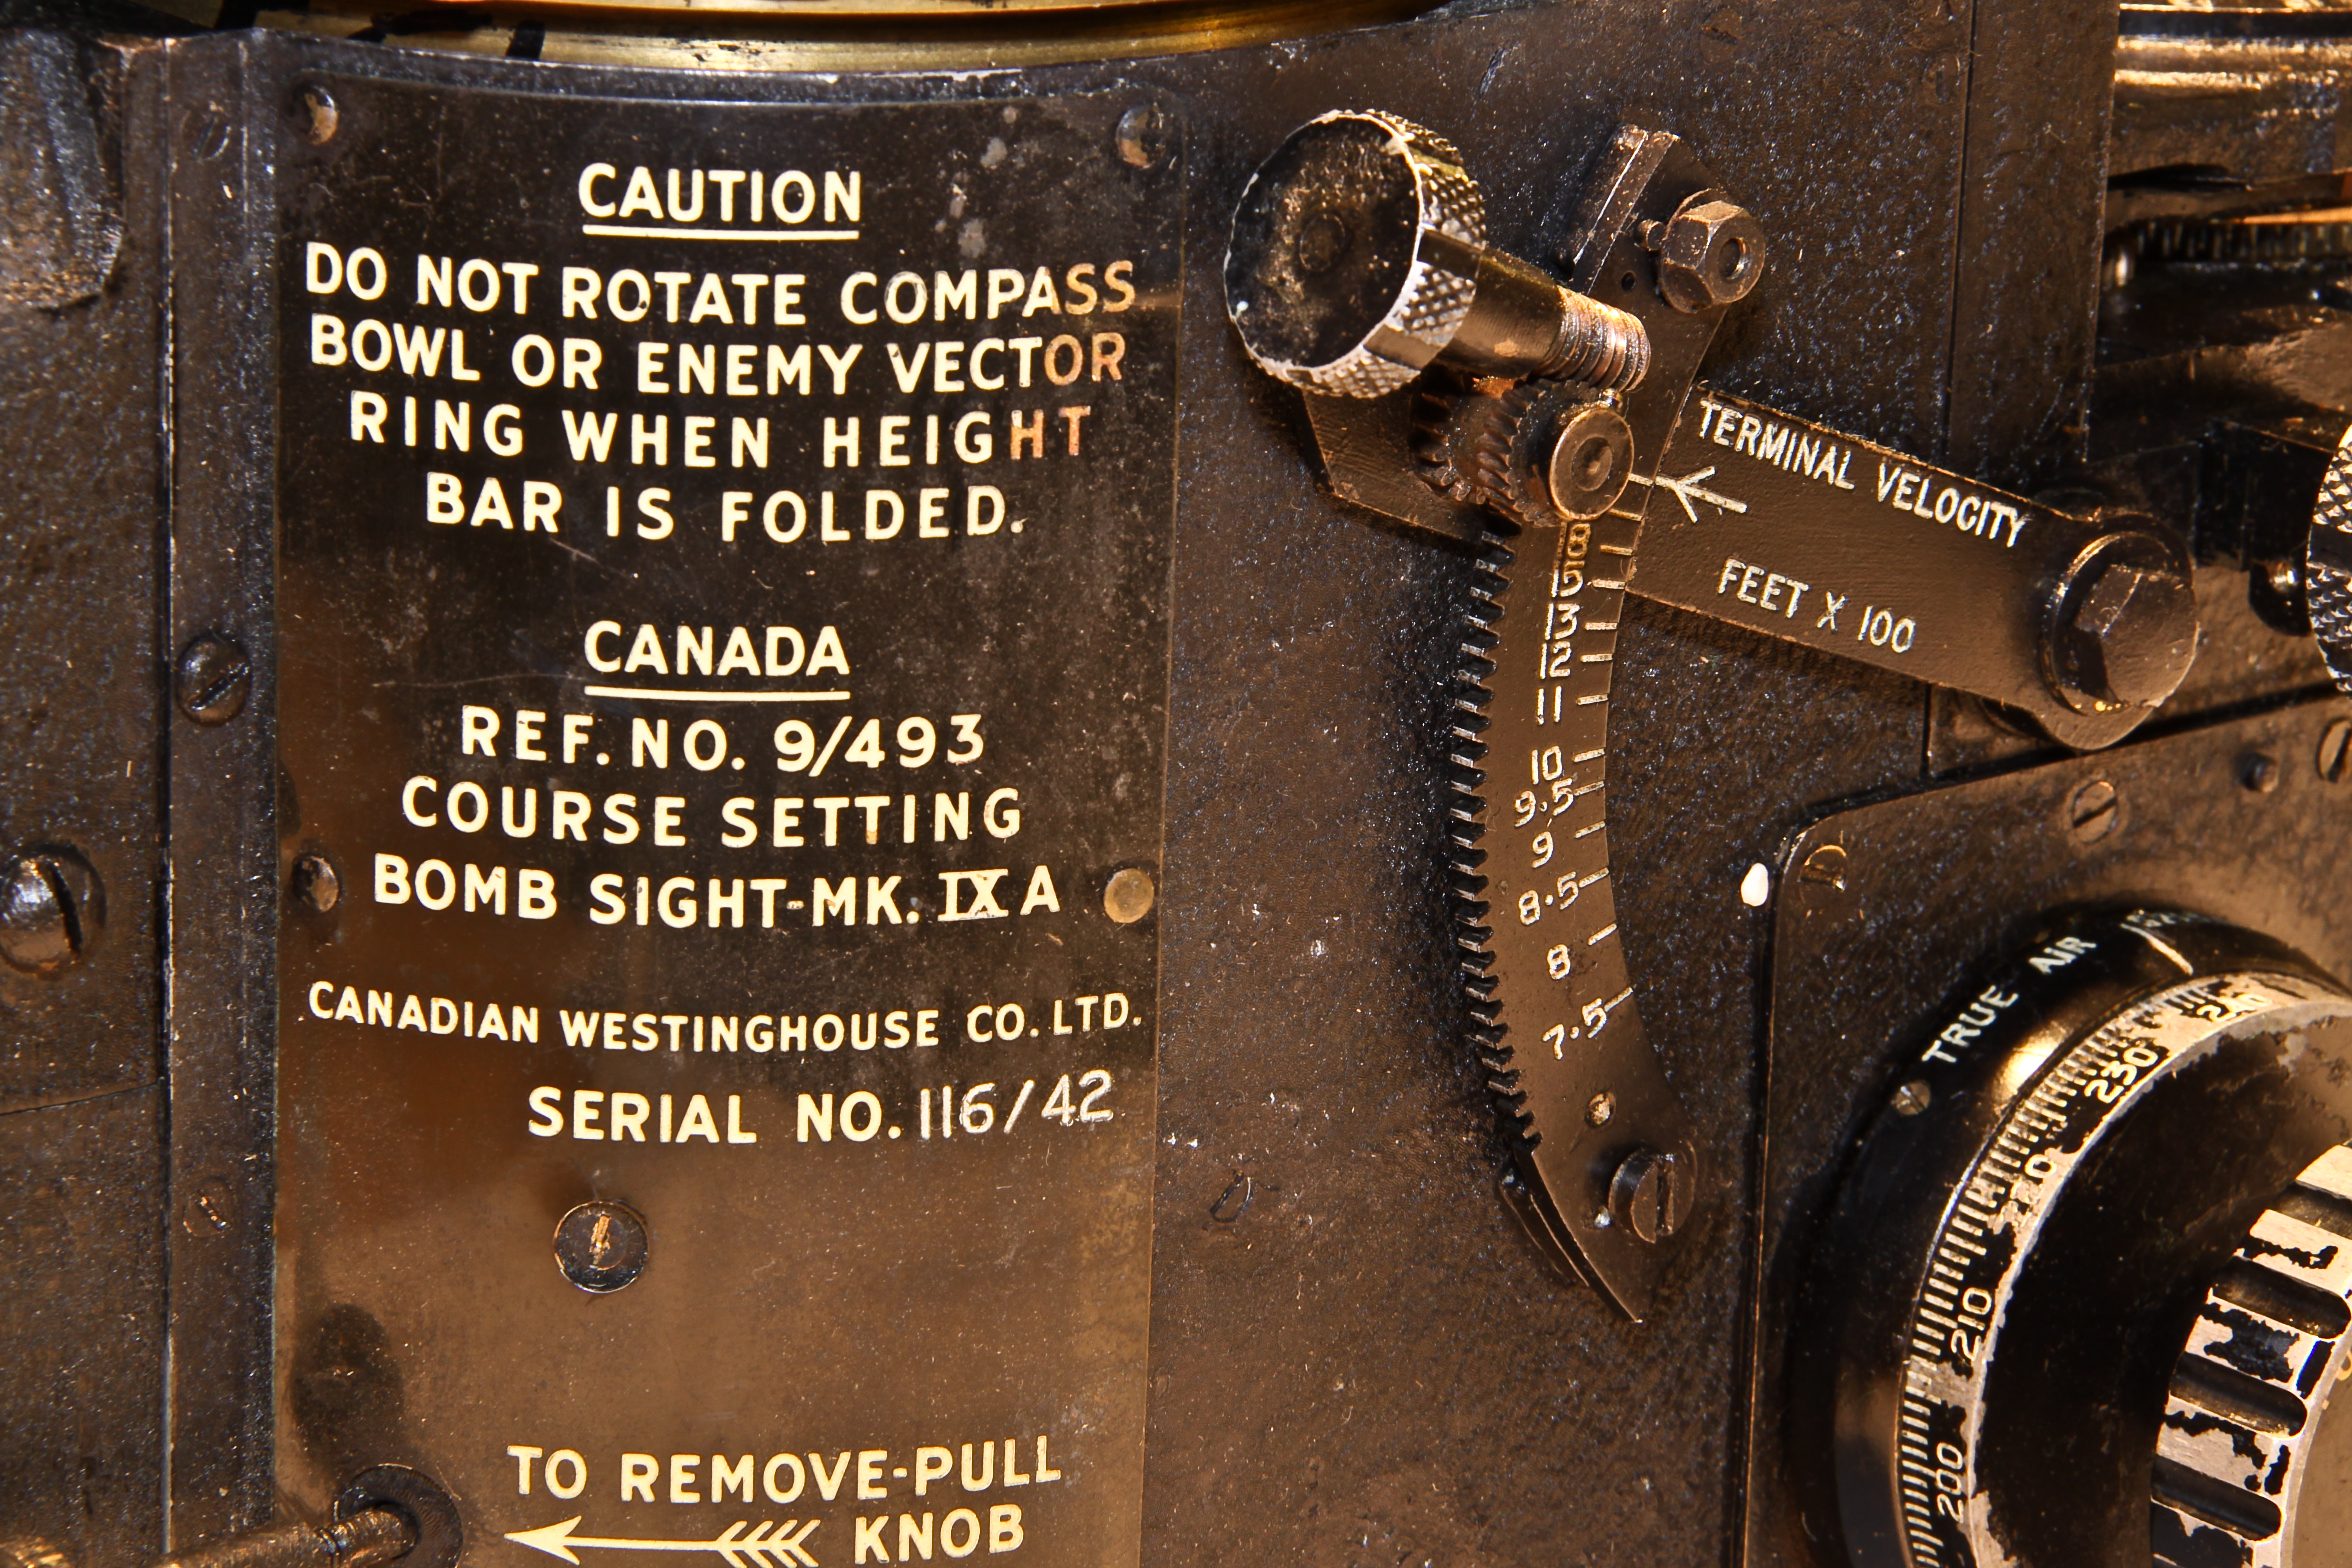 CAUTION
DO NOT ROTATE COMPASS
BOWL OR ENEMY VECTOR
RING WHEN HEIGHT
BAR IS FOLDED.
CANADA
REF. NO. 9/493
COURSE SETTING
BOMB SIGHT-MK. IX A
CANADIAN WESTINGHOUSE CO. LTD.
SERIAL NO. 116/42
TO REMOVE-PULL
KNOB
TERMINAL VELOCITY
FEET X 100
12
11
10
9.5
9
8.5
8
7.5
TRUE AIR
240
230
210
200